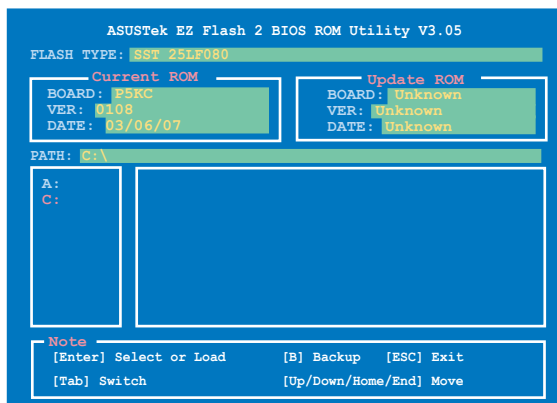 ASUSTek EZ Flash 2 BIOS ROM Utility V3.05
FLASH TYPE: SST 25LF080
Current ROM
BOARD: P5KC
VER: 0108
DATE: 03/06/07
Update ROM
BOARD: Unknown
VER: Unknown
DATE: Unknown
PATH: C:\
A:
C:
Note
[Enter] Select or Load [B] Backup [ESC] Exit
[Tab] Switch [Up/Down/Home/End] Move